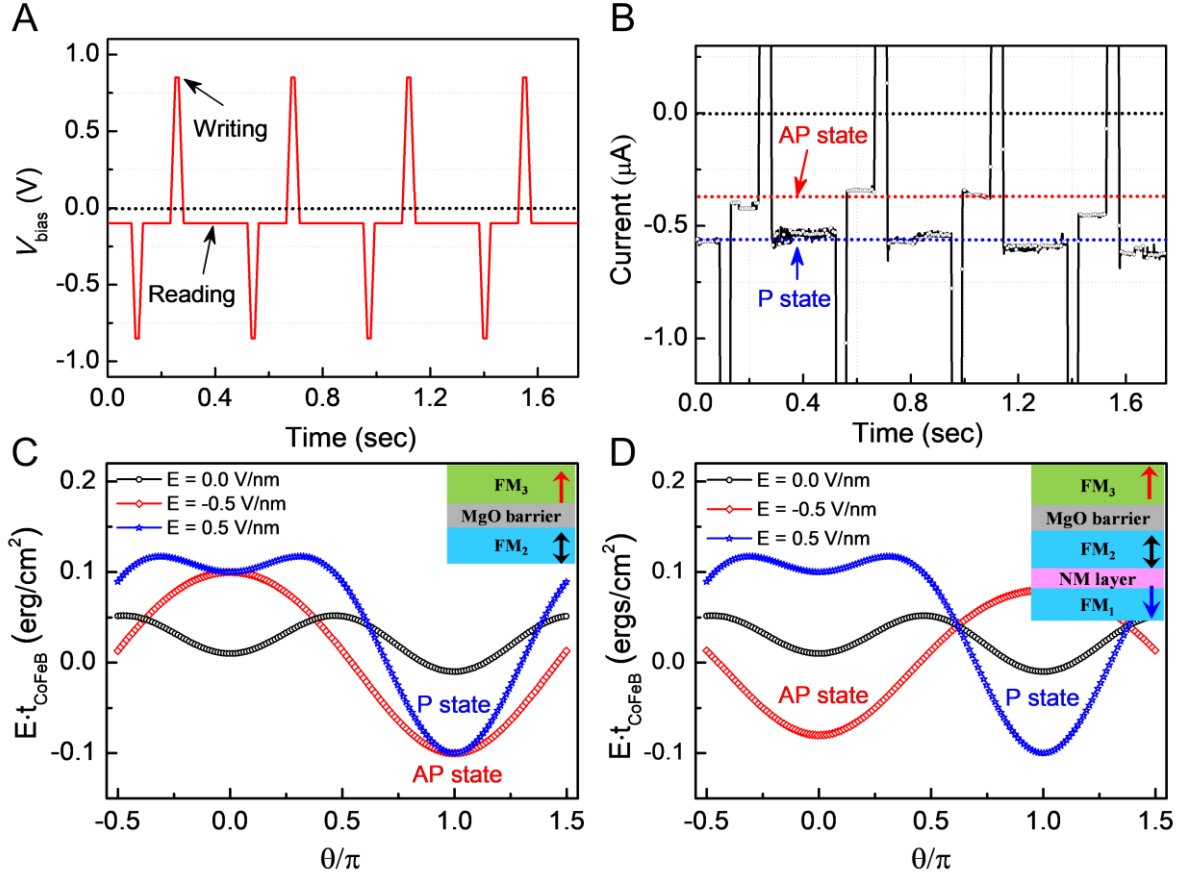 A
1.0
0.5
0.0
-0.5
-1.0
V_bias (V)
Writing
Reading
0.0 0.4 0.8 1.2 1.6
Time (sec)
B
0.0
-0.5
-1.0
Current (μA)
AP state
P state
0.0 0.4 0.8 1.2 1.6
Time (sec)
C
0.2
0.1
0.0
-0.1
E·t_CoFeB (erg/cm²)
E = 0.0 V/nm
E = -0.5 V/nm
E = 0.5 V/nm
FM₃
MgO barrier
FM₂
P state
AP state
-0.5 0.0 0.5 1.0 1.5
θ/π
D
0.2
0.1
0.0
-0.1
E·t_CoFeB (ergs/cm²)
E = 0.0 V/nm
E = -0.5 V/nm
E = 0.5 V/nm
FM₃
MgO barrier
FM₂
NM layer
FM₁
AP state
P state
-0.5 0.0 0.5 1.0 1.5
θ/π